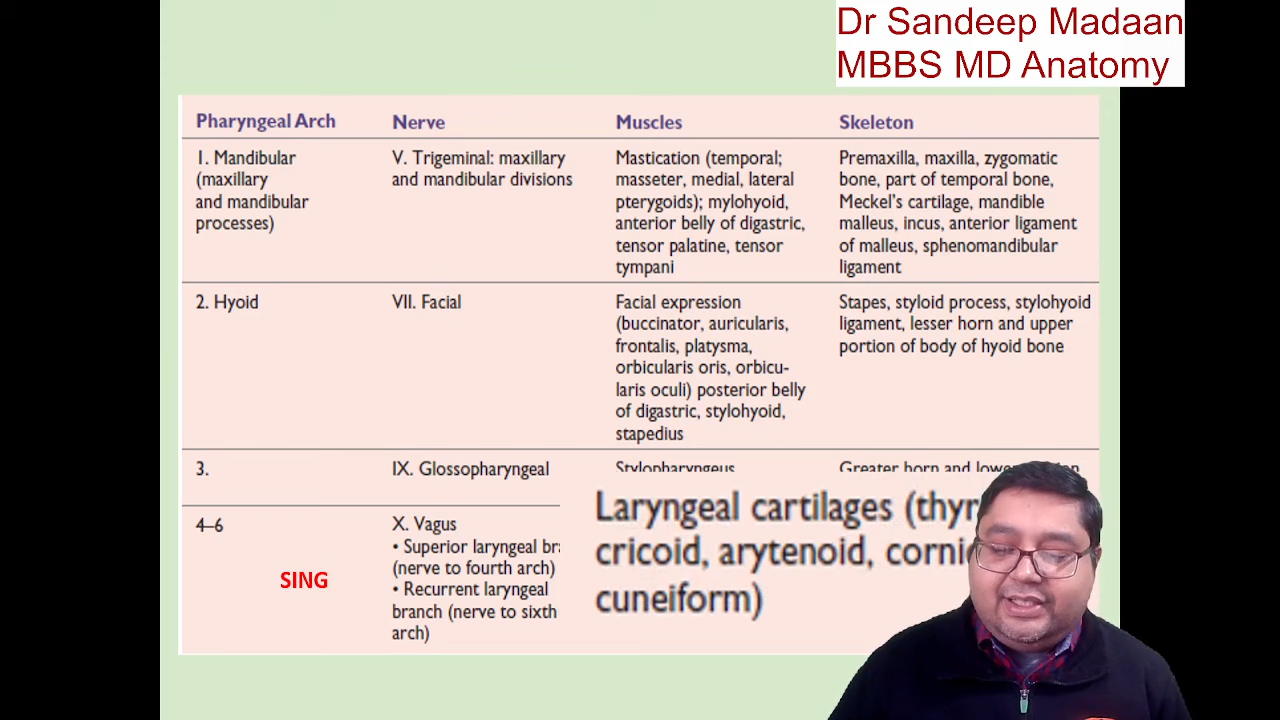 Dr Sandeep Madaan
MBBS MD Anatomy
Pharyngeal Arch
Nerve
Muscles
Skeleton
1. Mandibular
(maxillary
and mandibular
processes)
V. Trigeminal: maxillary
and mandibular divisions
Mastication (temporal;
masseter, medial, lateral
pterygoids); mylohyoid,
anterior belly of digastric,
tensor palatine, tensor
tympani
Premaxilla, maxilla, zygomatic
bone, part of temporal bone,
Meckel's cartilage, mandible
malleus, incus, anterior ligament
of malleus, sphenomandibular
ligament
2. Hyoid
VII. Facial
Facial expression
(buccinator, auricularis,
frontalis, platysma,
orbicularis oris, orbicu-
laris oculi) posterior belly
of digastric, stylohyoid,
stapedius
Stapes, styloid process, stylohyoid
ligament, lesser horn and upper
portion of body of hyoid bone
3.
IX. Glossopharyngeal
Stylopharyngeus
Greater horn and lower
4–6
SING
X. Vagus
• Superior laryngeal
(nerve to fourth arch)
• Recurrent laryngeal
branch (nerve to sixth
arch)
Laryngeal cartilages
cricoid, arytenoid,
cuneiform)